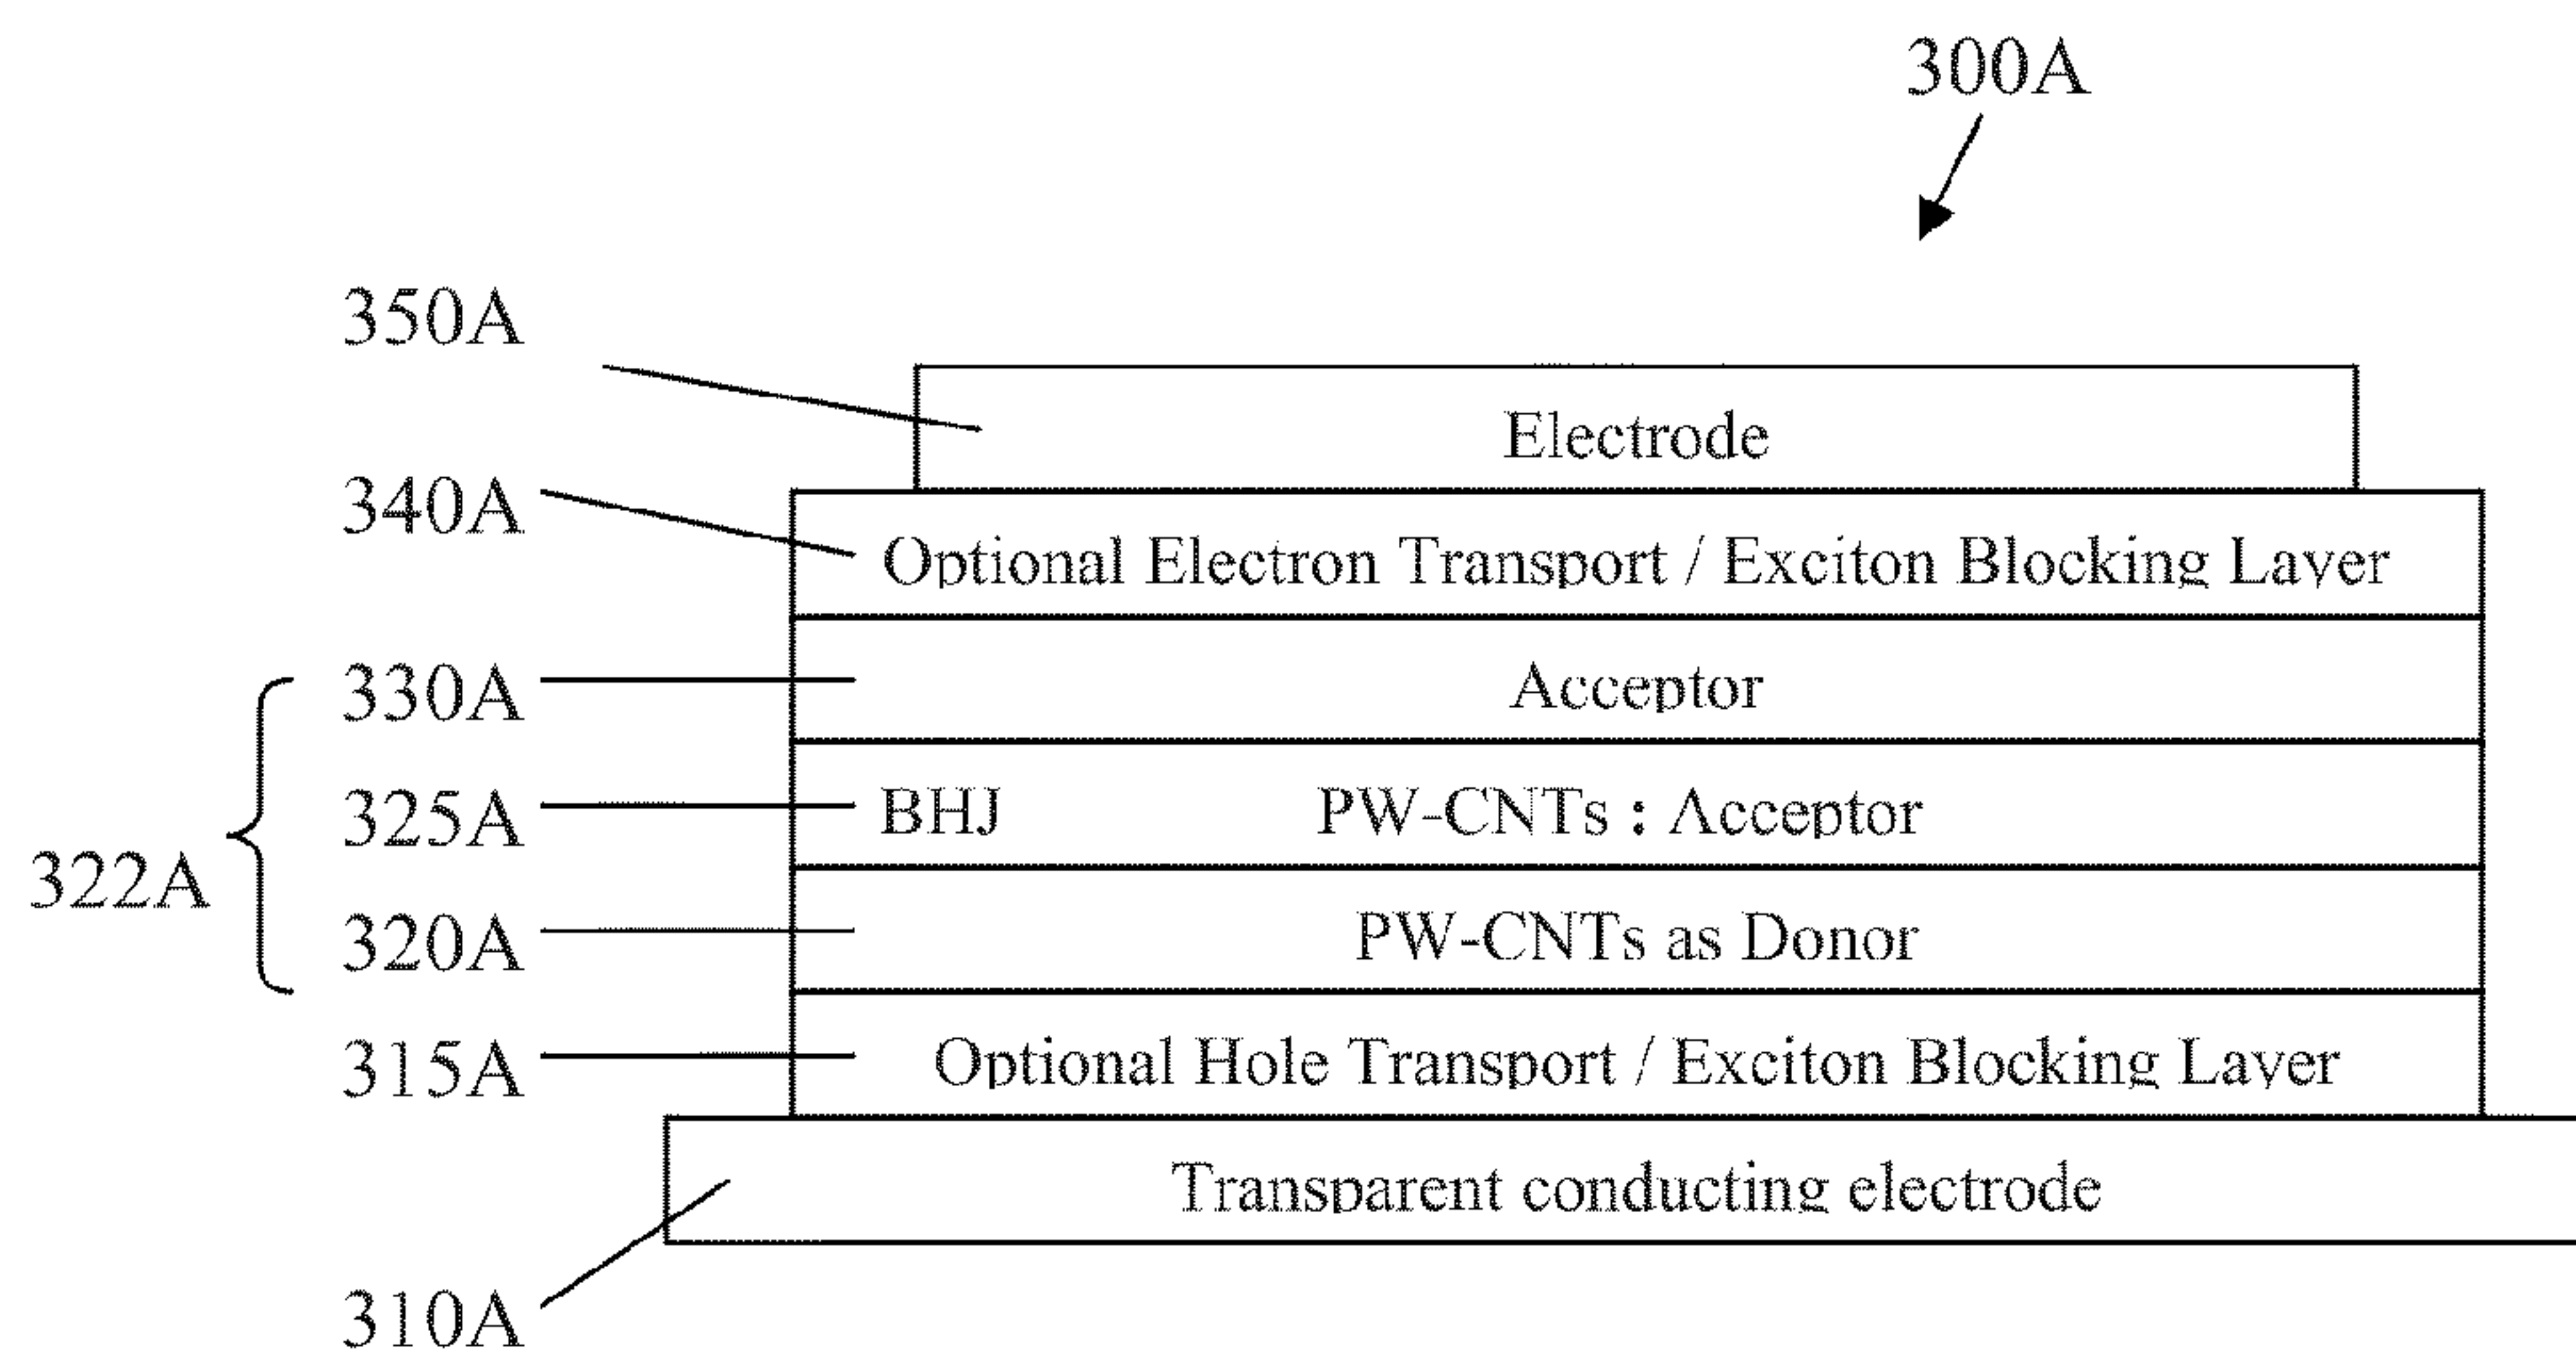 300A
350A
Electrode
340A
Optional Electron Transport / Exciton Blocking Layer
330A
Acceptor
325A
BHJ PW-CNTs : Acceptor
322A
320A
PW-CNTs as Donor
315A
Optional Hole Transport / Exciton Blocking Layer
Transparent conducting electrode
310A